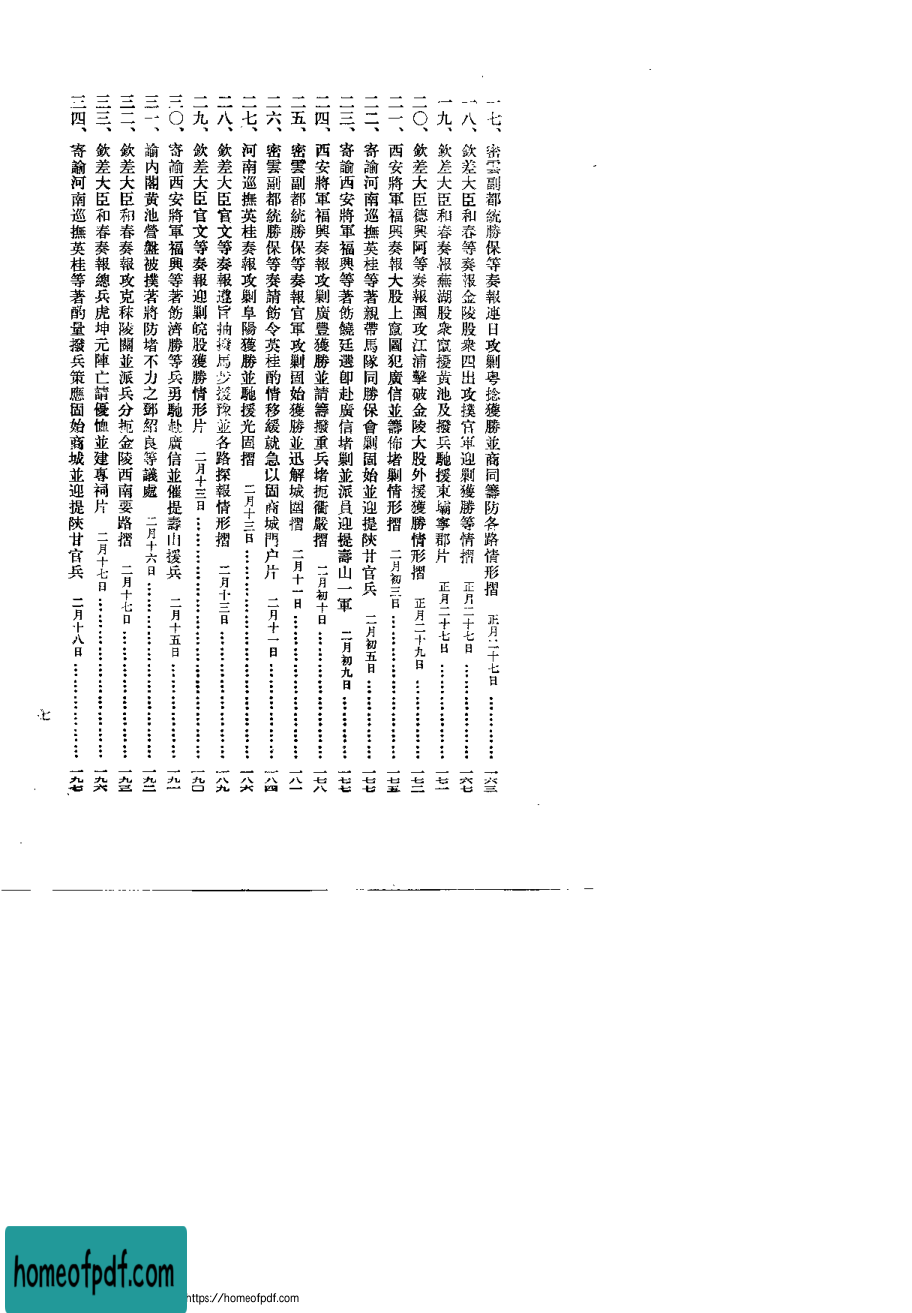 一七、密雲副都統勝保等奏報連日攻剿粵捻獲勝並商同籌防各路情形摺 正月二十七日…………一六三
一八、欽差大臣和春等奏報金陵股衆四出攻撲官軍迎剿獲勝等情摺 正月二十七日…………一六七
一九、欽差大臣和春奏報蕪湖股衆竄擾黃池及撥兵馳援東壩寧郡片 正月二十七日…………一七一
二〇、欽差大臣德興阿等奏報圍攻江浦擊破金陵大股外援獲勝情形摺 正月二十九日…………一七二
二一、西安將軍福興奏報大股上竄圖犯廣信並籌佈堵剿情形摺 二月初三日…………一七五
二二、寄諭河南巡撫英桂等著親帶馬隊同勝保會剿固始並迎提陝甘官兵 二月初五日…………一七七
二三、寄諭西安將軍福興等著飭饒廷選卽赴廣信堵剿並派員迎提壽山一軍 二月初九日…………一七七
二四、西安將軍福興奏報攻剿廣豐獲勝並請籌撥重兵堵扼衢嚴摺 二月初十日…………一七八
二五、密雲副都統勝保等奏報官軍攻剿固始獲勝並迅解城圍摺 二月十一日…………一八一
二六、密雲副都統勝保等奏請飭令英桂酌情移緩就急以固商城門户片 二月十一日…………一八四
二七、河南巡撫英桂奏報攻剿阜陽獲勝並馳援光固摺 二月十三日…………一八六
二八、欽差大臣官文等奏報遵旨抽撥馬步援豫並各路探報情形摺 二月十三日…………一八九
二九、欽差大臣官文等奏報迎剿皖股獲勝情形片 二月十三日…………一九〇
三〇、寄諭西安將軍福興等著飭濟勝等兵勇馳赴廣信並催提壽山援兵 二月十五日…………一九一
三一、諭內閣黃池營盤被撲著將防堵不力之鄧紹良等議處 二月十六日…………一九二
三二、欽差大臣和春奏報攻克秣陵關並派兵分扼金陵西南要路摺 二月十七日…………一九三
三三、欽差大臣和春奏報總兵虎坤元陣亡請優恤並建專祠片 二月十七日…………一九六
三四、寄諭河南巡撫英桂等著酌量撥兵策應固始商城並迎提陝甘官兵 二月十八日…………一九七
七
homeofpdf.com
https://homeofpdf.com